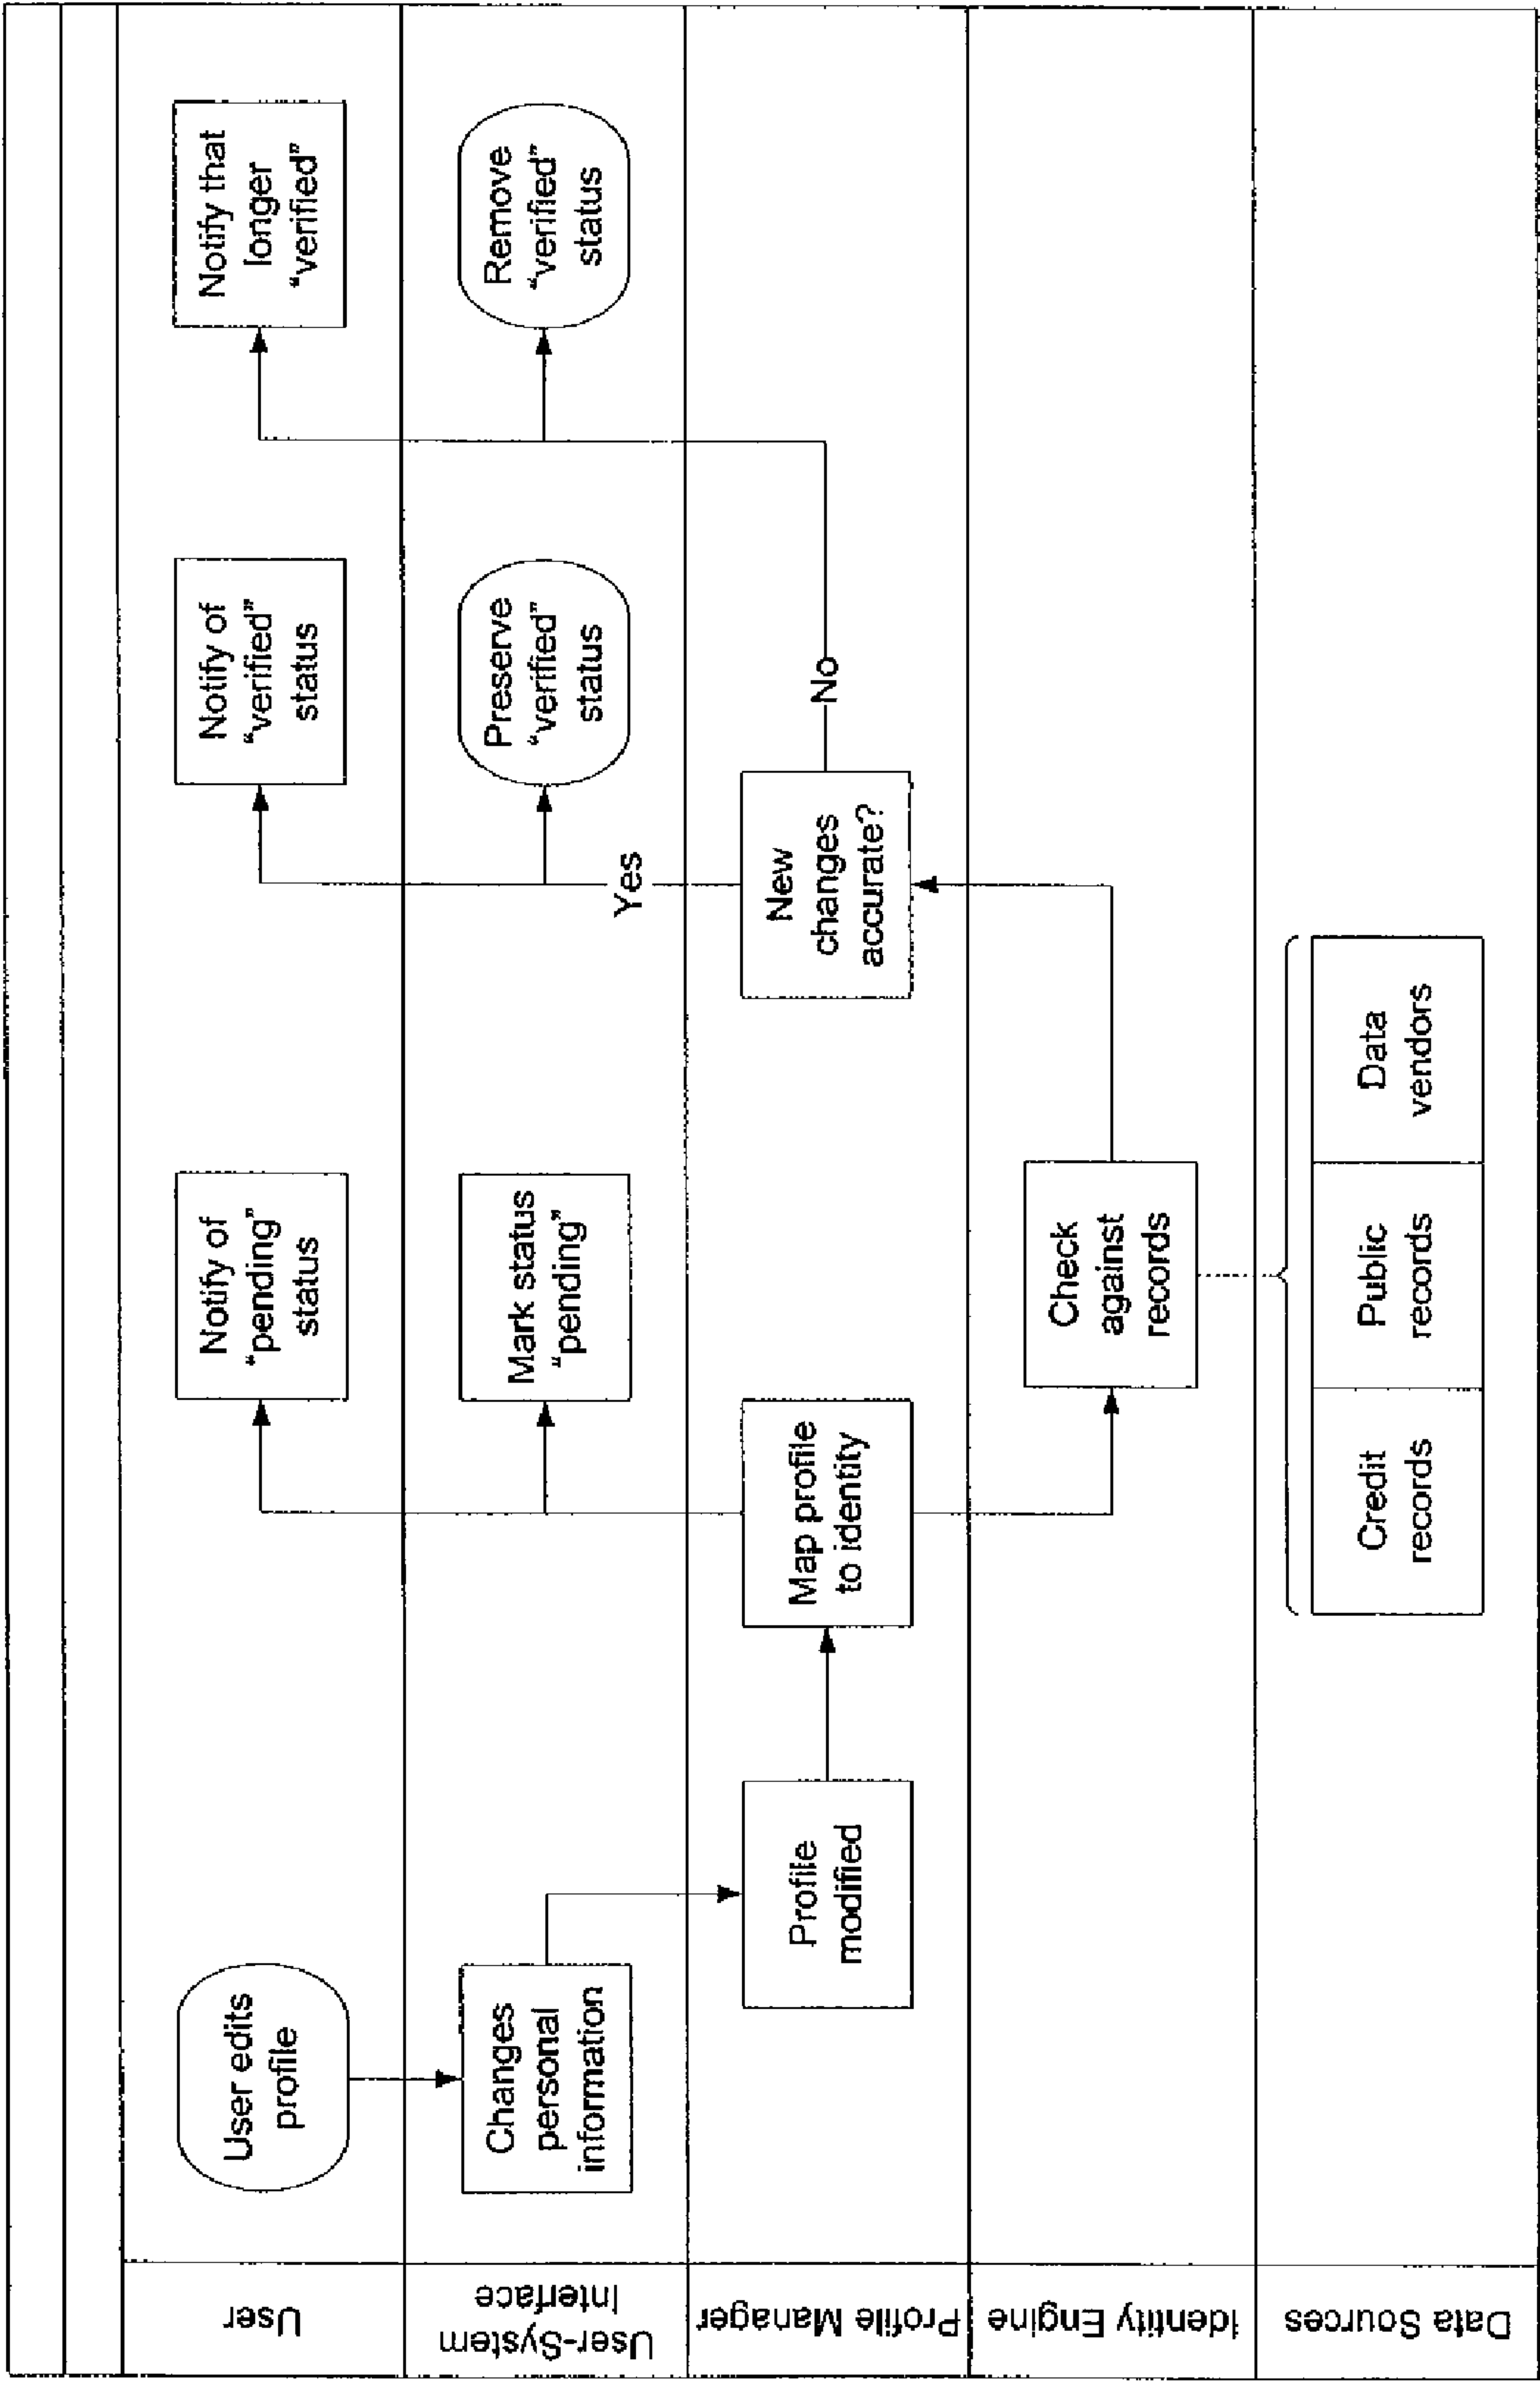 User
User edits
profile
Notify of
“pending”
status
Notify of
“verified”
status
Notify that
longer
“verified”
User-System
Interface
Changes
personal
information
Mark status
“pending”
Preserve
“verified”
status
Remove
“verified”
status
Yes
Profile Manager
Profile
modified
Map profile
to identity
New
changes
accurate?
No
Identity Engine
Check
against
records
Data Sources
Credit
records
Public
records
Data
vendors